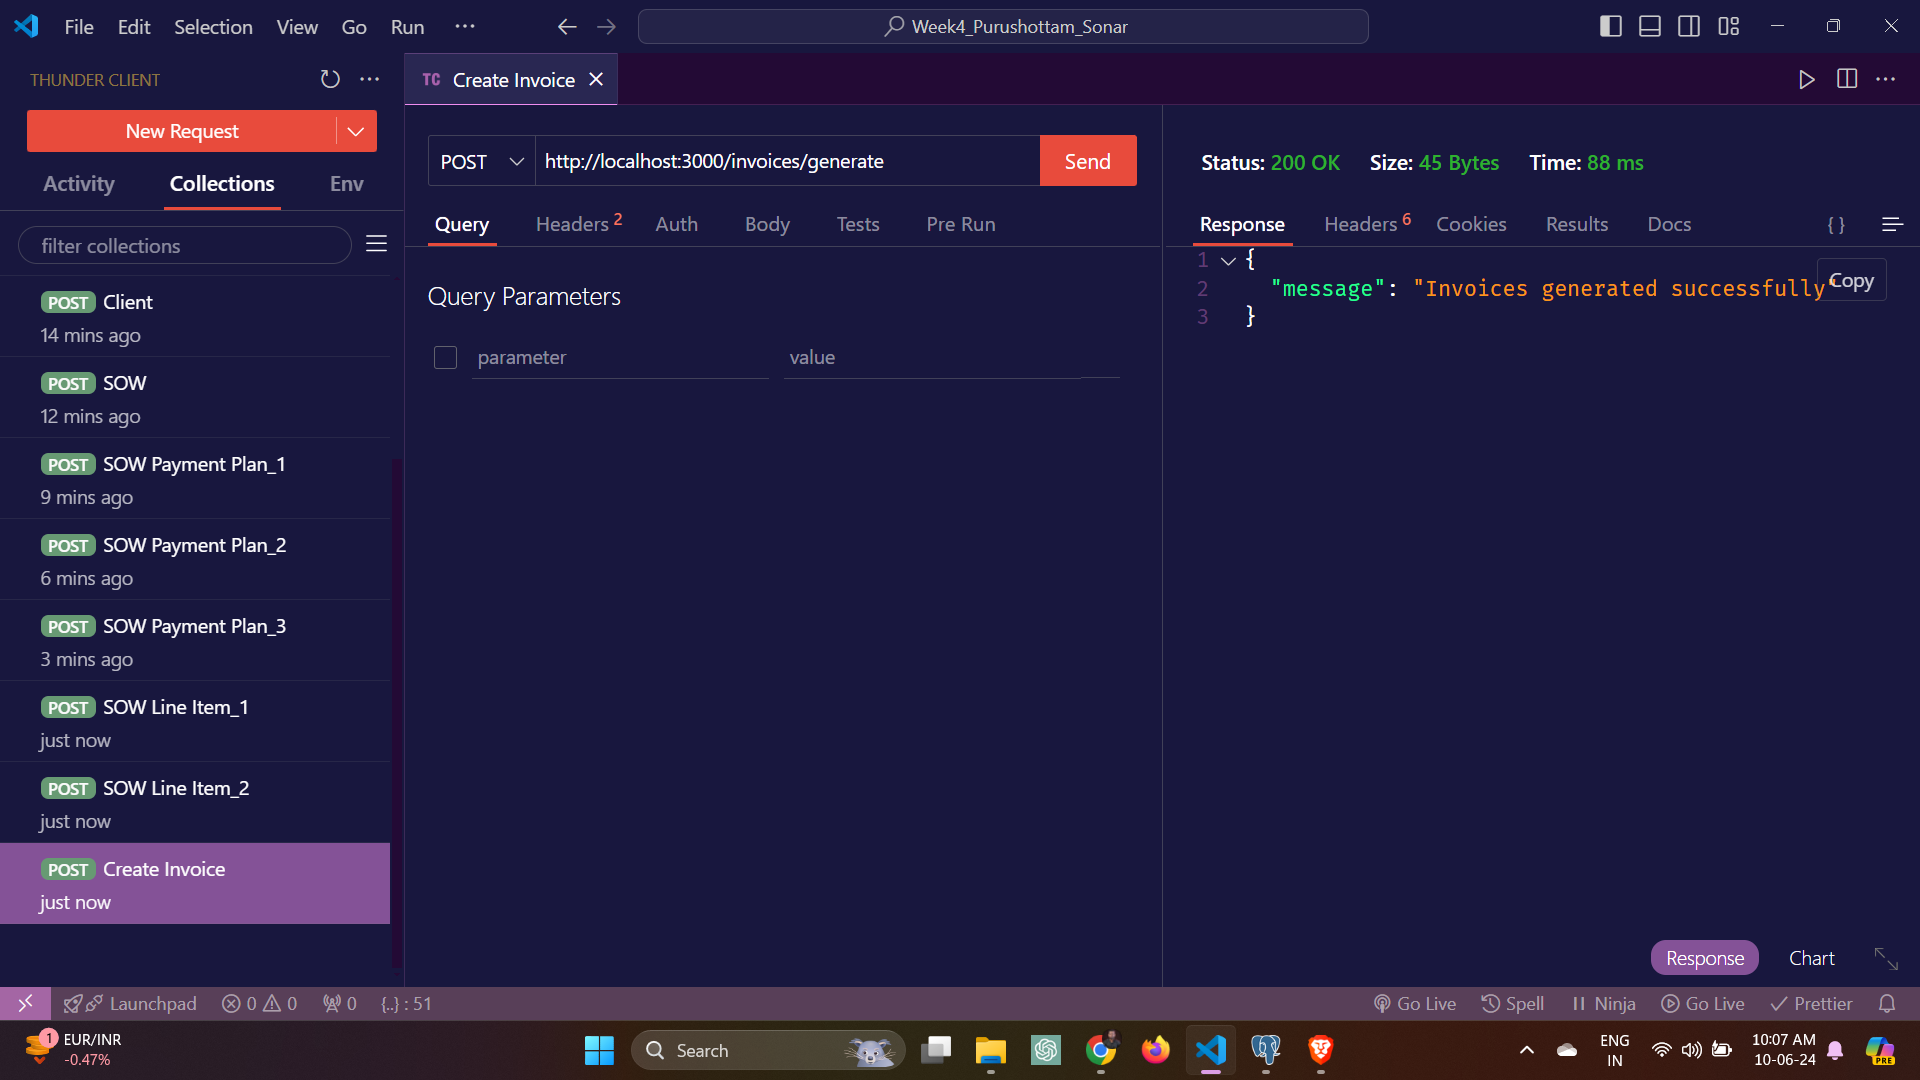 File Edit Selection View Go Run ···
Week4_Purushottam_Sonar
THUNDER CLIENT
New Request
Activity Collections Env
filter collections
POST Client
14 mins ago
POST SOW
12 mins ago
POST SOW Payment Plan_1
9 mins ago
POST SOW Payment Plan_2
6 mins ago
POST SOW Payment Plan_3
3 mins ago
POST SOW Line Item_1
just now
POST SOW Line Item_2
just now
POST Create Invoice
just now
TC Create Invoice
POST http://localhost:3000/invoices/generate Send
Query Headers 2 Auth Body Tests Pre Run
Query Parameters
parameter value
Status: 200 OK Size: 45 Bytes Time: 88 ms
Response Headers 6 Cookies Results Docs { }
1 {
2 "message": "Invoices generated successfully"
3 }
Copy
Response Chart
Launchpad 0 0 0 {..} : 51
Go Live Spell Ninja Go Live Prettier
1 EUR/INR
-0.47%
Search
ENG
IN
10:07 AM
10-06-24
PRE